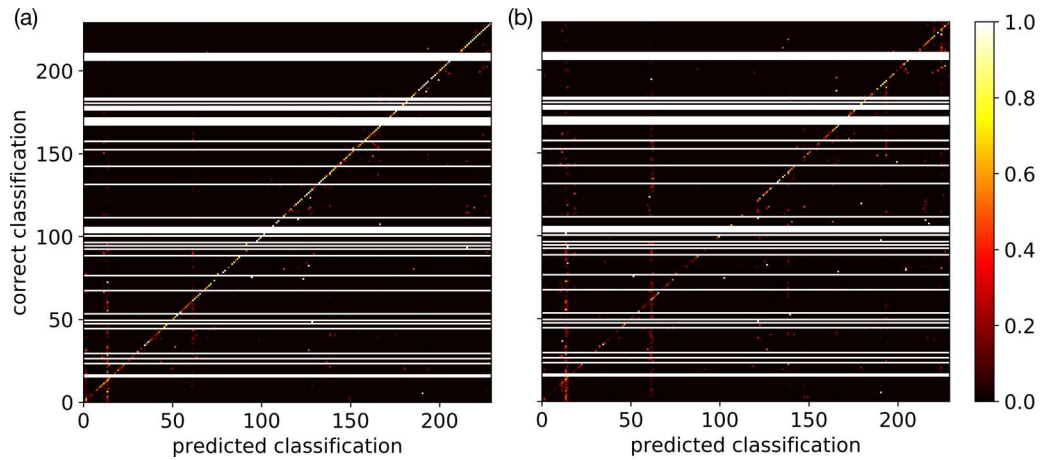 (a)
(b)
correct classification
200
150
100
50
0
0 50 100 150 200
predicted classification
0 50 100 150 200
predicted classification
1.0
0.8
0.6
0.4
0.2
0.0